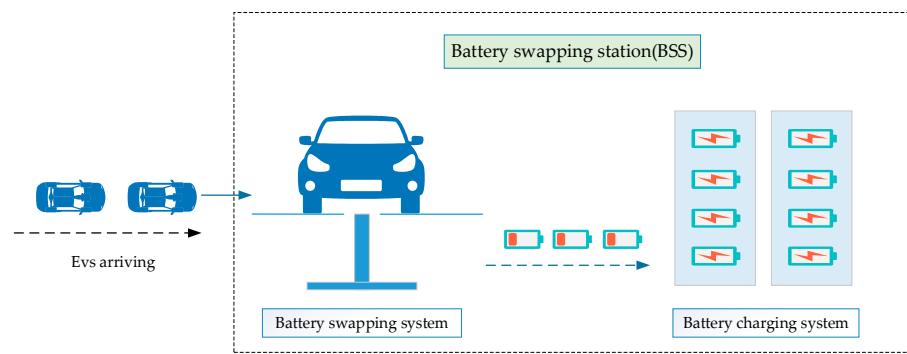 Battery swapping station(BSS)
Evs arriving
Battery swapping system
Battery charging system